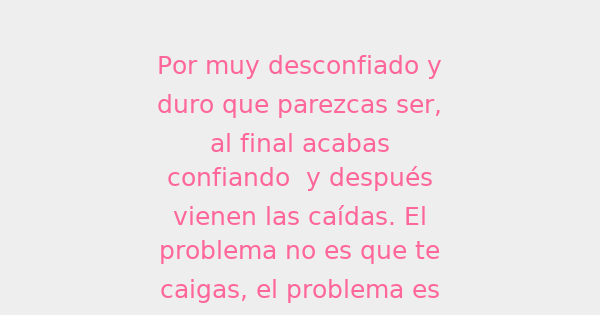 Por muy desconfiado y
duro que parezcas ser,
al final acabas
confiando  y después
vienen las caídas. El
problema no es que te
caigas, el problema es